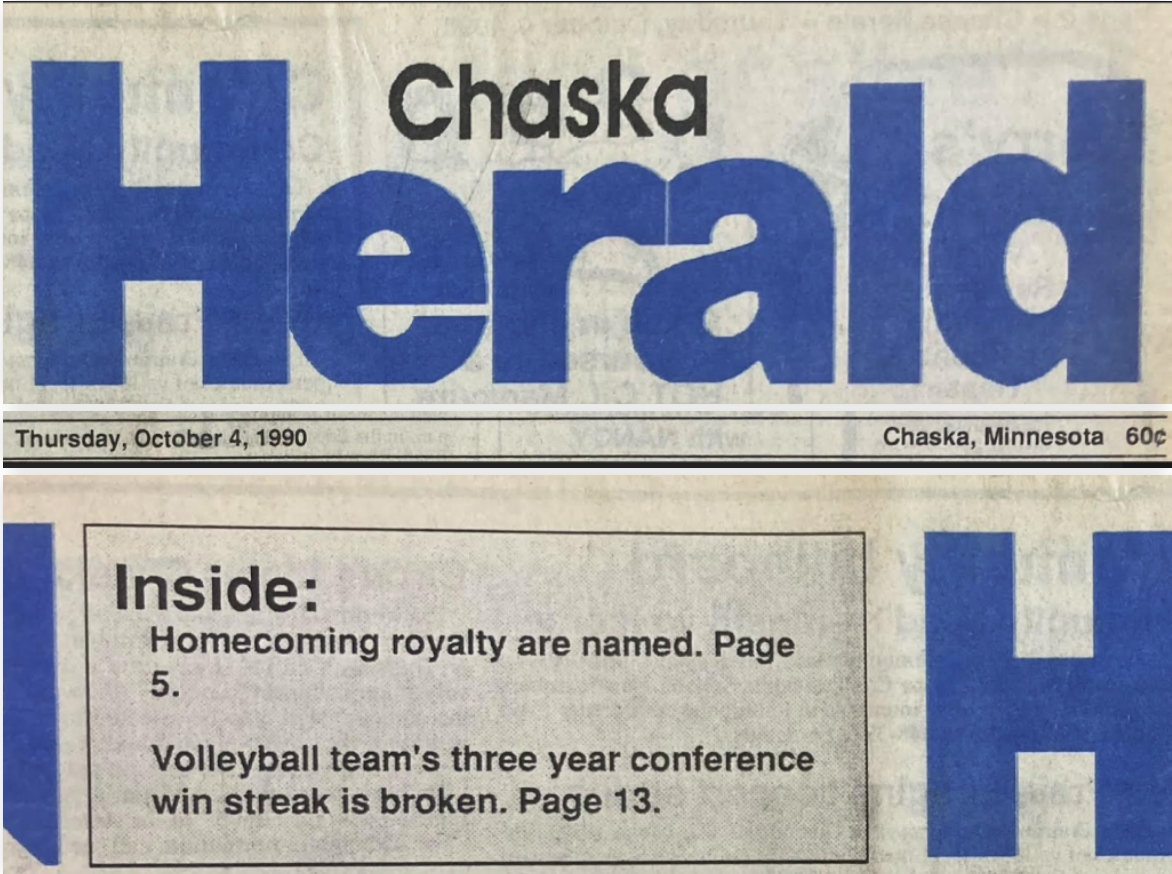 Chaska
Herald
Thursday, October 4, 1990 Chaska, Minnesota 60¢
Inside:
Homecoming royalty are named. Page
5.
Volleyball team's three year conference
win streak is broken. Page 13.
H